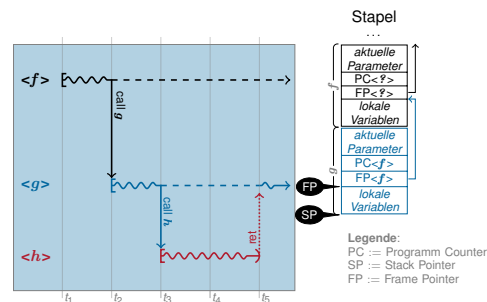 Stapel
...
aktuelle
Parameter
PC<?>
FP<?>
lokale
Variablen
f
aktuelle
Parameter
PC<f>
FP<f>
lokale
Variablen
g
<f>
call g
<g>
call h
<h>
ret
FP
SP
t1 t2 t3 t4 t5
Legende:
PC := Programm Counter
SP := Stack Pointer
FP := Frame Pointer